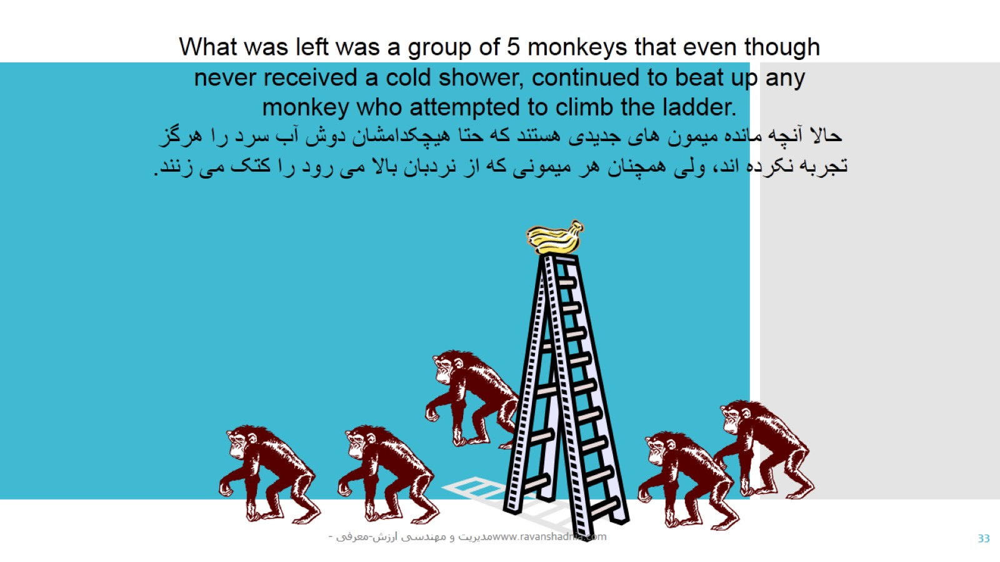 What was left was a group of 5 monkeys that even though
never received a cold shower, continued to beat up any
monkey who attempted to climb the ladder.
حالا آنچه مانده میمون های جدیدی هستند که حتا هیچکدامشان دوش آب سرد را هرگز
تجربه نکرده اند، ولی همچنان هر میمونی که از نردبان بالا می رود را کتک می زنند.
- مدیریت و مهندسی ارزش-معرفی www.ravanshadnia.com
33